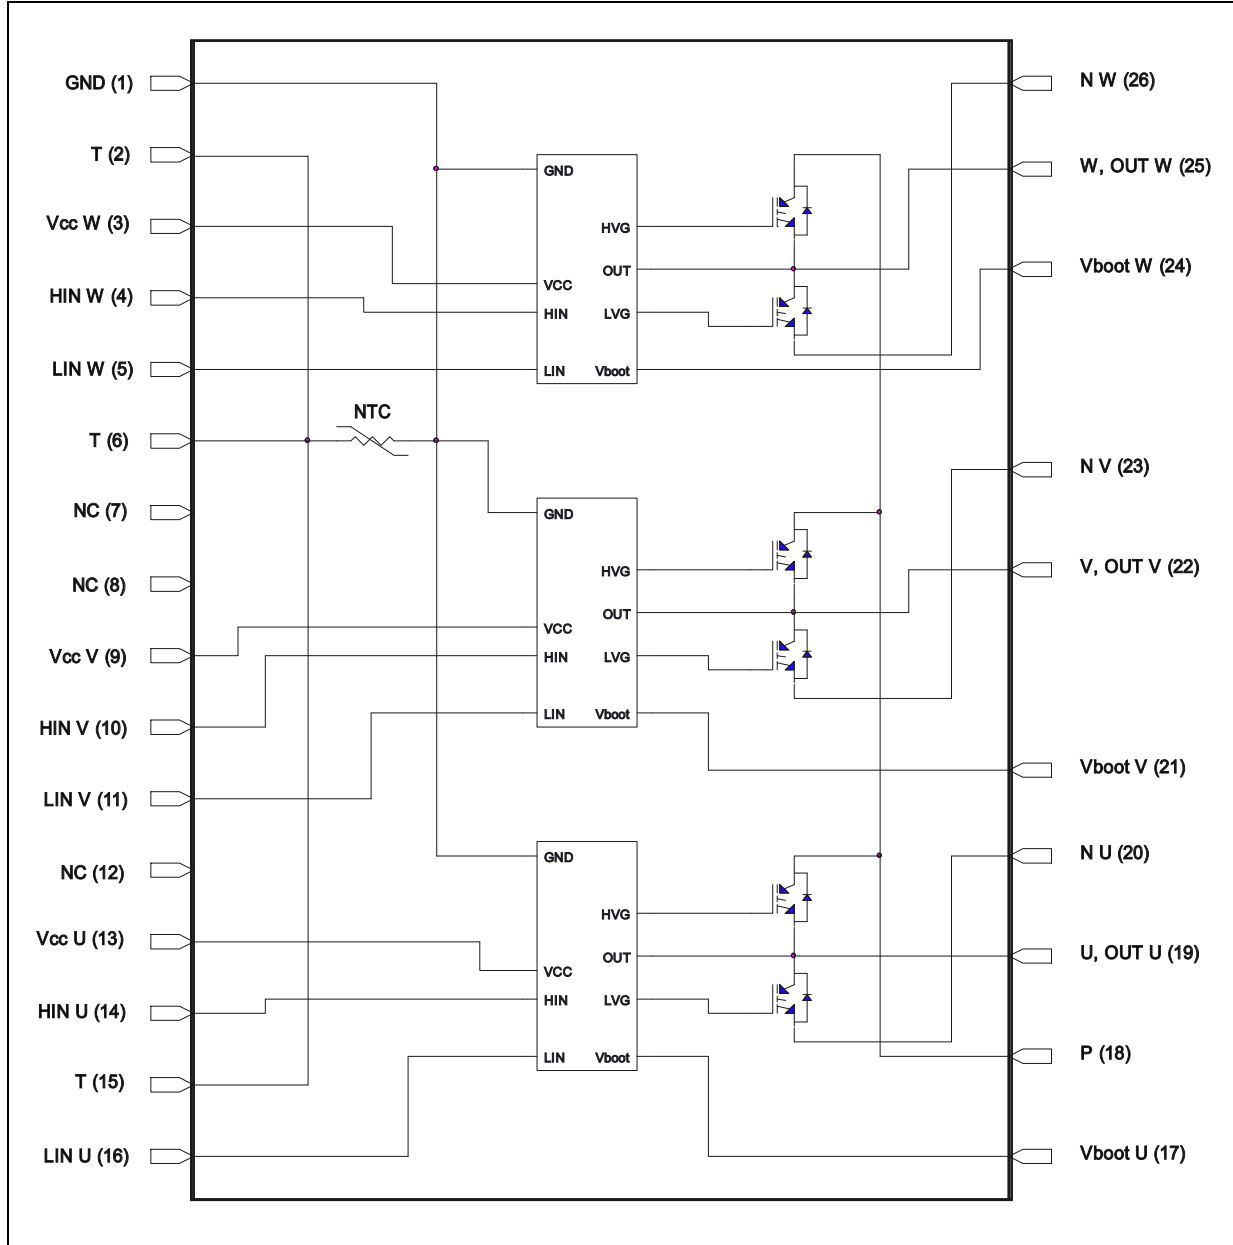 GND (1)
T (2)
Vcc W (3)
HIN W (4)
LIN W (5)
T (6)
NC (7)
NC (8)
Vcc V (9)
HIN V (10)
LIN V (11)
NC (12)
Vcc U (13)
HIN U (14)
T (15)
LIN U (16)
NTC
GND
HVG
OUT
VCC
HIN
LVG
LIN
Vboot
GND
HVG
OUT
VCC
HIN
LVG
LIN
Vboot
GND
HVG
OUT
VCC
HIN
LVG
LIN
Vboot
N W (26)
W, OUT W (25)
Vboot W (24)
N V (23)
V, OUT V (22)
Vboot V (21)
N U (20)
U, OUT U (19)
P (18)
Vboot U (17)